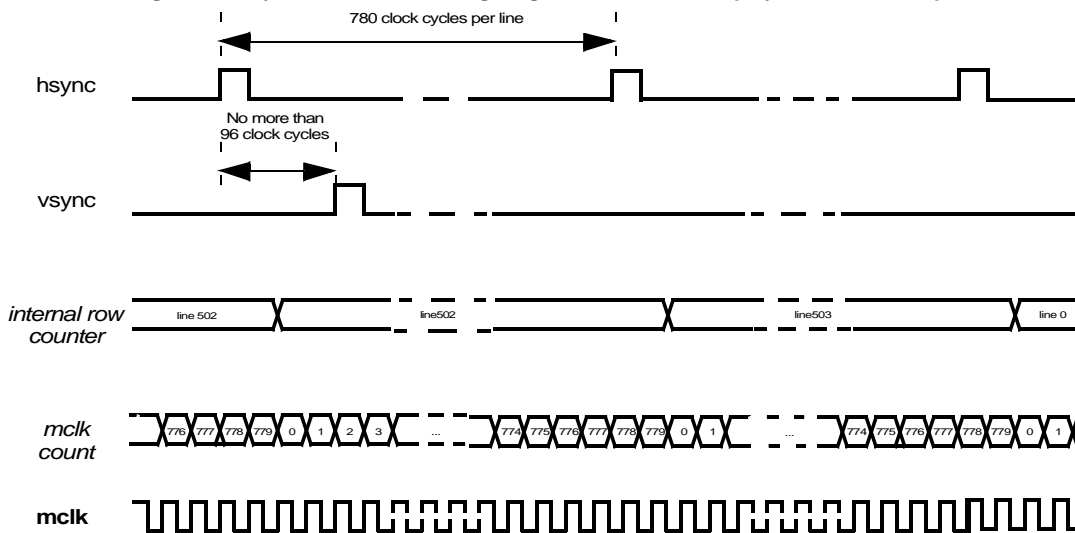 780 clock cycles per line
hsync
No more than
96 clock cycles
vsync
internal row
counter
line 502
line502
line503
line 0
mclk
count
776 777 778 779 0 1 2 3 ... 774 775 776 777 778 779 0 1 ... 774 775 776 777 778 779 0 1
mclk